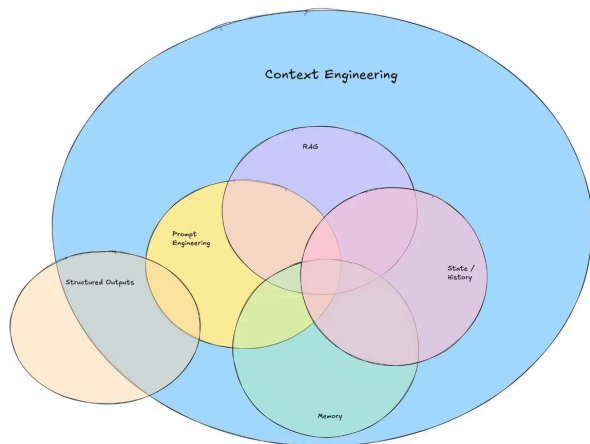 Context Engineering
RAG
Prompt
Engineering
State /
History
Structured Outputs
Memory